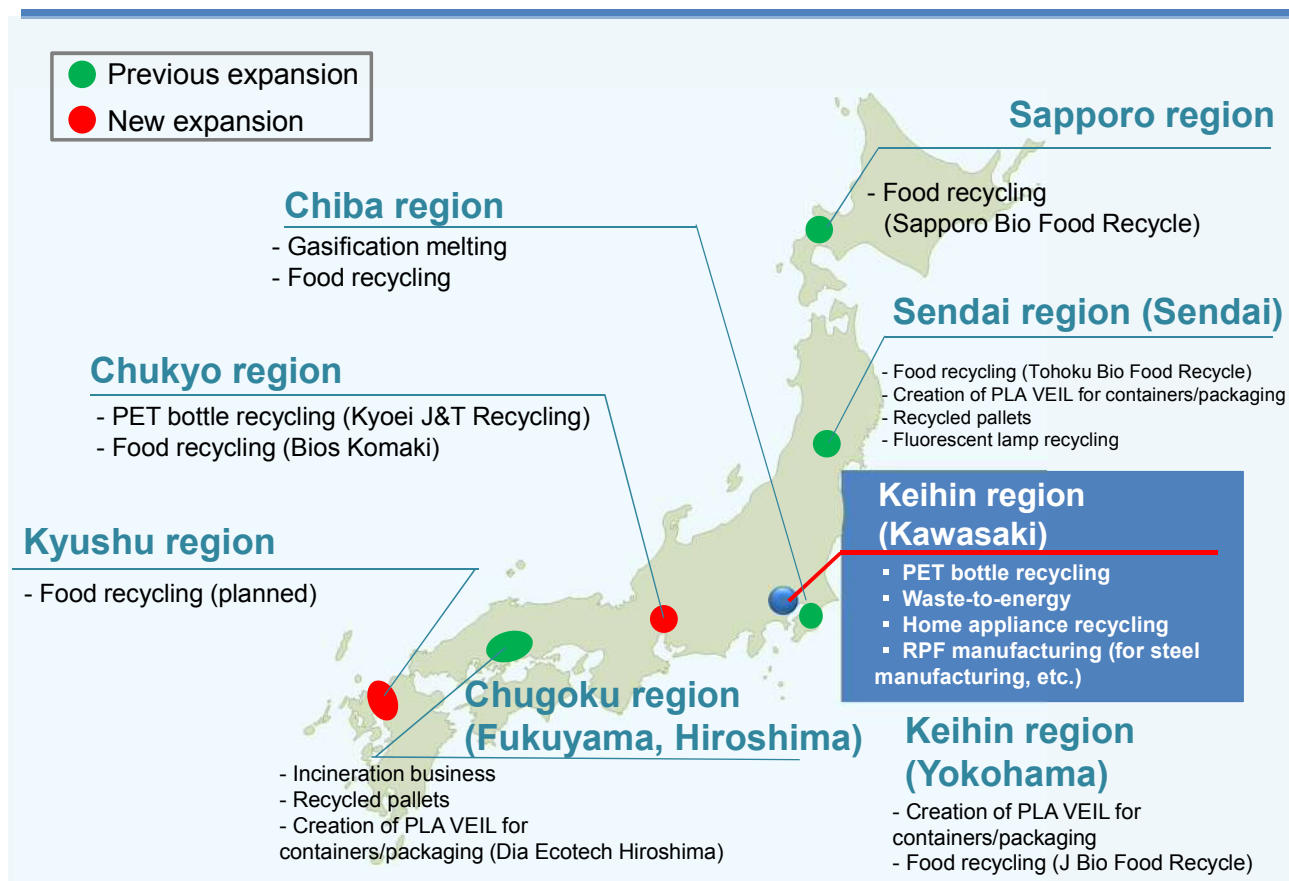 Previous expansion
New expansion
Sapporo region
- Food recycling
(Sapporo Bio Food Recycle)
Chiba region
- Gasification melting
- Food recycling
Sendai region (Sendai)
- Food recycling (Tohoku Bio Food Recycle)
- Creation of PLA VEIL for containers/packaging
- Recycled pallets
- Fluorescent lamp recycling
Chukyo region
- PET bottle recycling (Kyoei J&T Recycling)
- Food recycling (Bios Komaki)
Keihin region
(Kawasaki)
▪ PET bottle recycling
▪ Waste-to-energy
▪ Home appliance recycling
▪ RPF manufacturing (for steel
manufacturing, etc.)
Kyushu region
- Food recycling (planned)
Chugoku region
(Fukuyama, Hiroshima)
- Incineration business
- Recycled pallets
- Creation of PLA VEIL for
containers/packaging (Dia Ecotech Hiroshima)
Keihin region
(Yokohama)
- Creation of PLA VEIL for
containers/packaging
- Food recycling (J Bio Food Recycle)